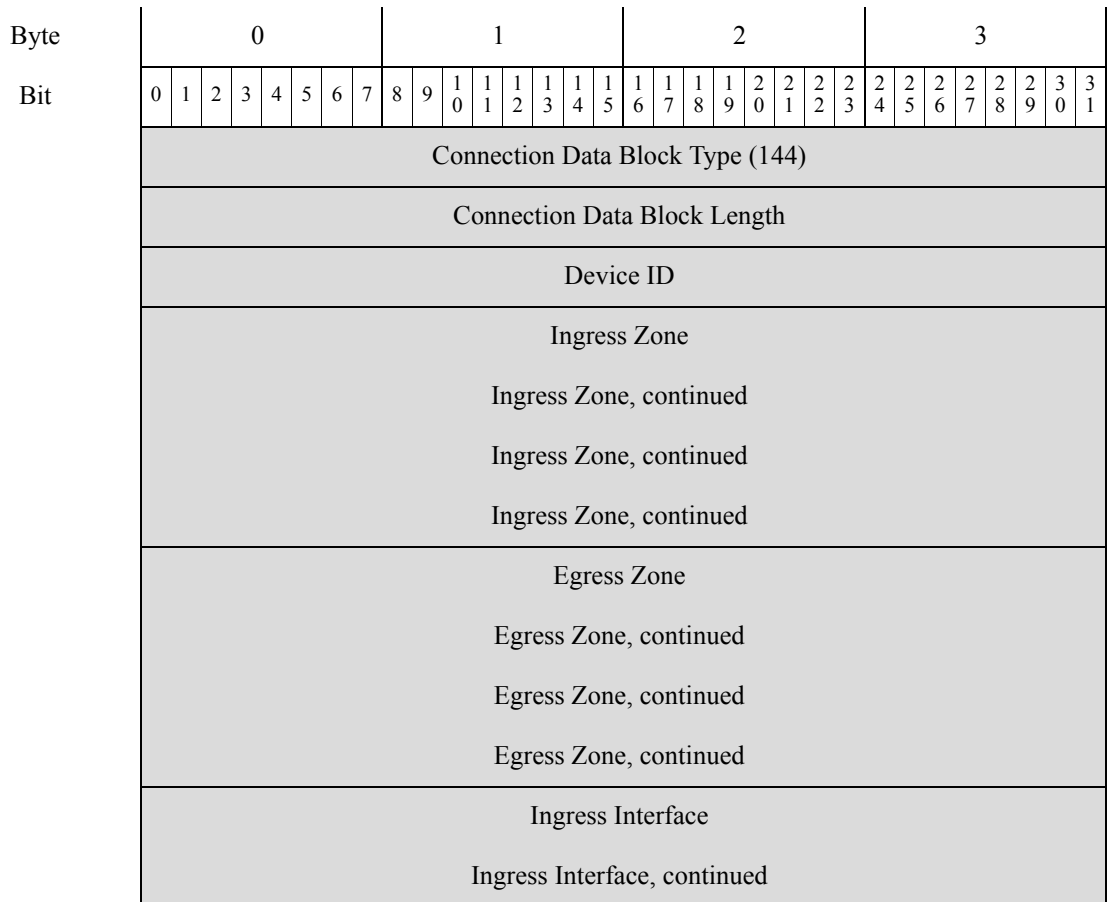 Byte 0 1 2 3
Bit 0 1 2 3 4 5 6 7 8 9 10 11 12 13 14 15 16 17 18 19 20 21 22 23 24 25 26 27 28 29 30 31
Connection Data Block Type (144)
Connection Data Block Length
Device ID
Ingress Zone
Ingress Zone, continued
Ingress Zone, continued
Ingress Zone, continued
Egress Zone
Egress Zone, continued
Egress Zone, continued
Egress Zone, continued
Ingress Interface
Ingress Interface, continued